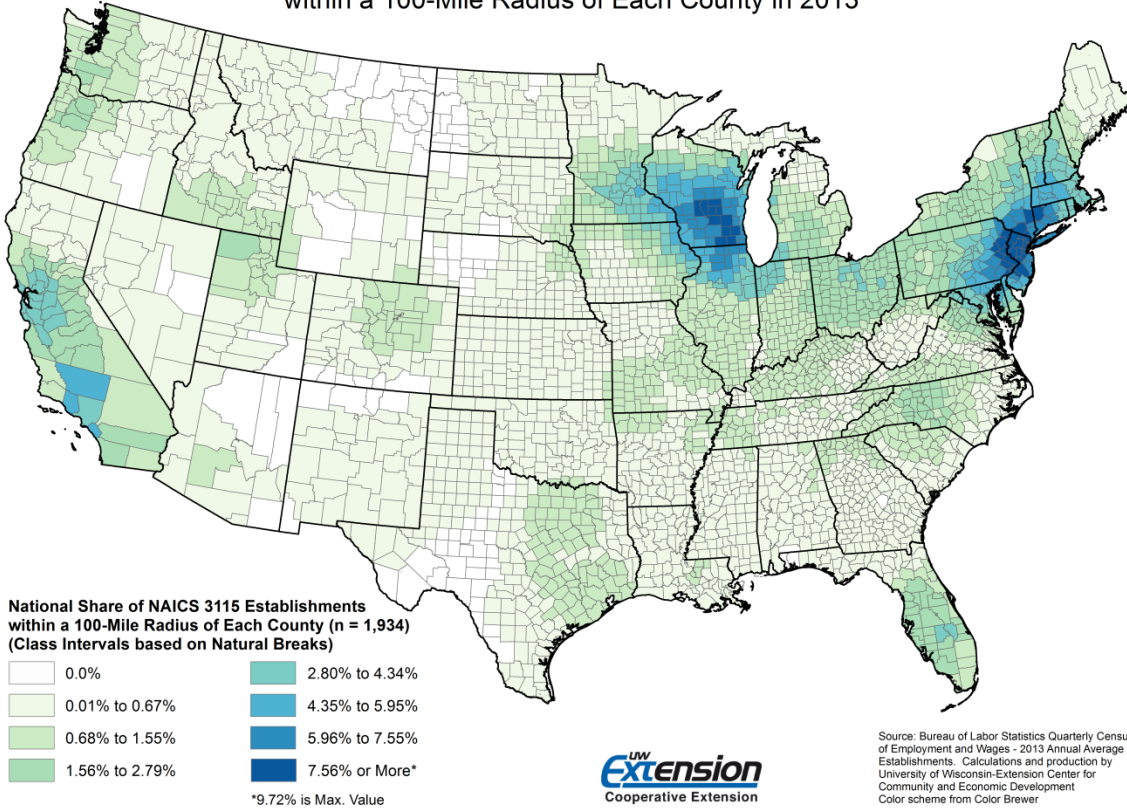 within a 100-Mile Radius of Each County in 2013
National Share of NAICS 3115 Establishments
within a 100-Mile Radius of Each County (n = 1,934)
(Class Intervals based on Natural Breaks)
0.0%
0.01% to 0.67%
0.68% to 1.55%
1.56% to 2.79%
2.80% to 4.34%
4.35% to 5.95%
5.96% to 7.55%
7.56% or More*
*9.72% is Max. Value
UW
Extension
Cooperative Extension
Source: Bureau of Labor Statistics Quarterly Censu
of Employment and Wages - 2013 Annual Average
Establishments. Calculations and production by
University of Wisconsin-Extension Center for
Community and Economic Development
Color scheme from Color Brewer